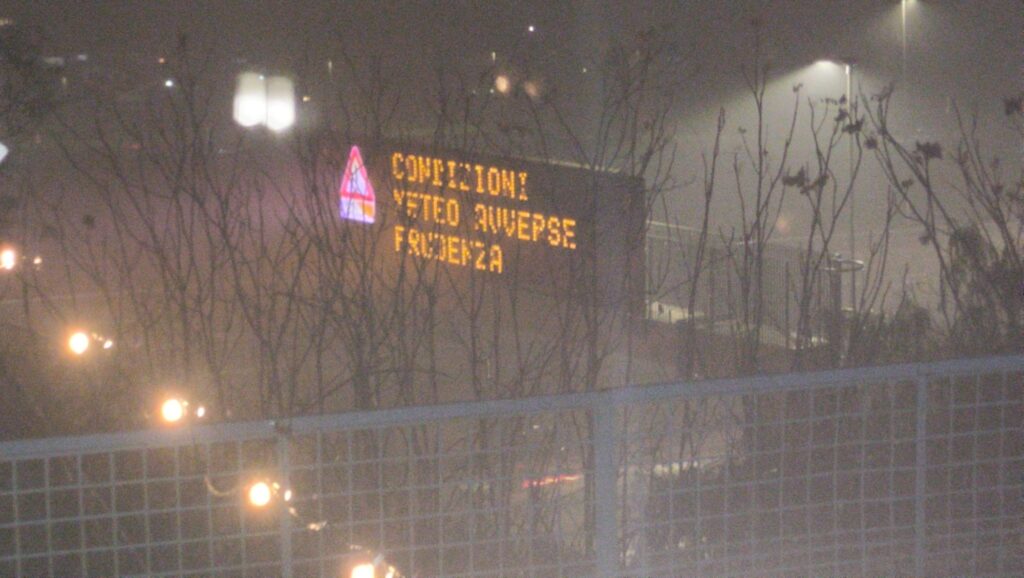 CONDIZIONI
METEO AVVERSE
PRUDENZA